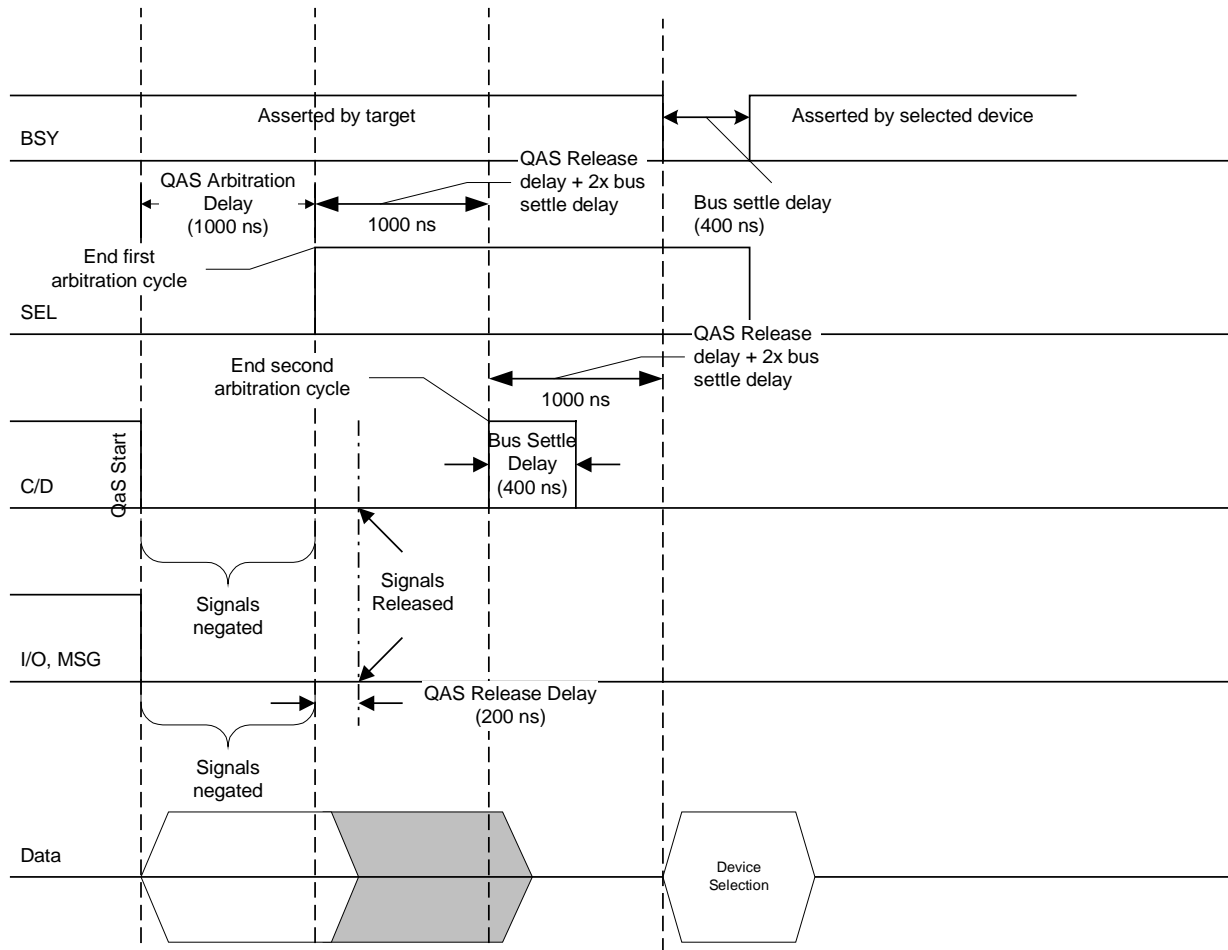 Asserted by target
Asserted by selected device
BSY
QAS Release
delay + 2x bus
settle delay
QAS Arbitration
Delay
(1000 ns)
1000 ns
Bus settle delay
(400 ns)
End first
arbitration cycle
SEL
QAS Release
delay + 2x bus
settle delay
End second
arbitration cycle
1000 ns
QaS Start
Bus Settle
Delay
(400 ns)
C/D
Signals
negated
Signals
Released
I/O, MSG
QAS Release Delay
(200 ns)
Signals
negated
Data
Device
Selection